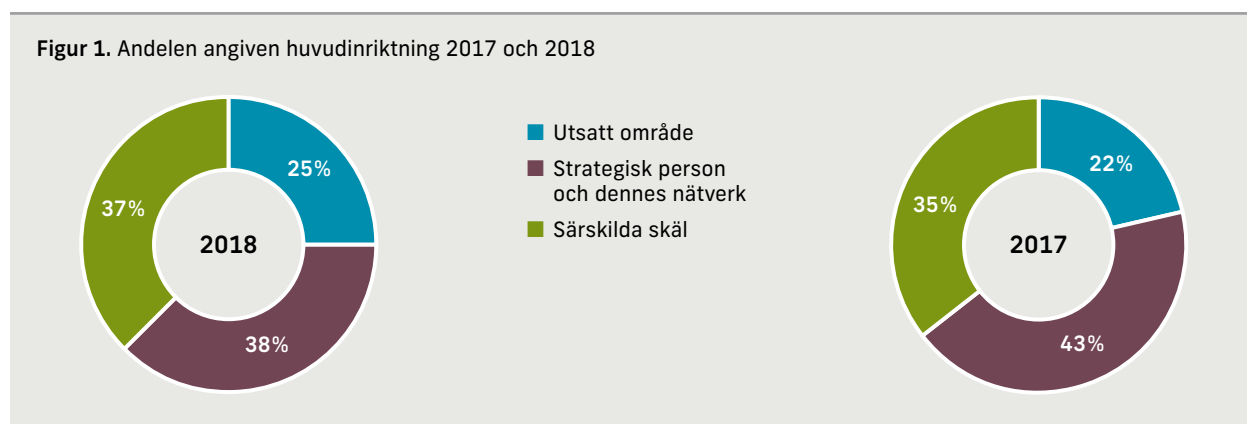 Figur 1. Andelen angiven huvudinriktning 2017 och 2018
25%
37%
2018
38%
Utsatt område
Strategisk person
och dennes nätverk
Särskilda skäl
22%
35%
2017
43%